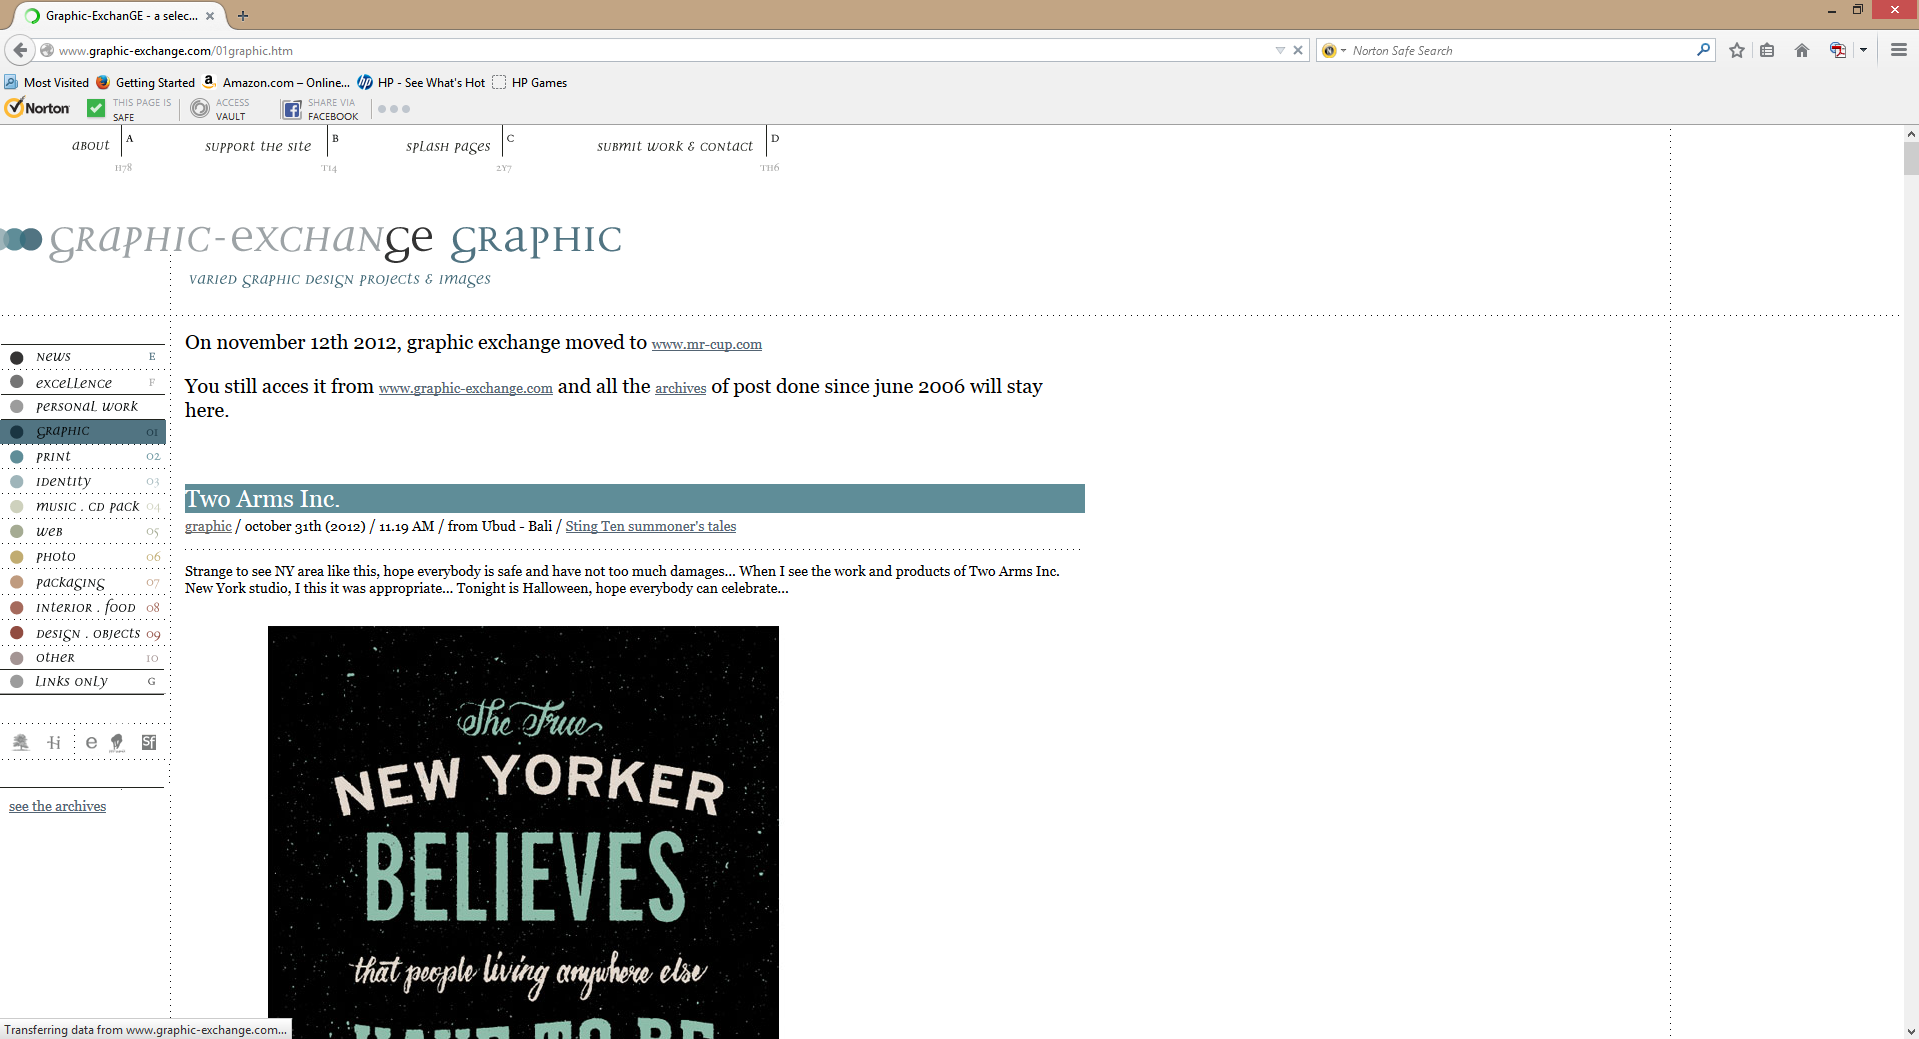 Graphic-ExchanGE - a selec...
www.graphic-exchange.com/01graphic.htm
Norton Safe Search
Most Visited Getting Started Amazon.com – Online... HP - See What's Hot HP Games
Norton THIS PAGE IS SAFE ACCESS VAULT SHARE VIA FACEBOOK
about A support the site B splash pages C submit work & contact D
H78 T14 2Y7 TH6
graphic-exchange graphic
varied graphic design projects & images
On november 12th 2012, graphic exchange moved to www.mr-cup.com
You still acces it from www.graphic-exchange.com and all the archives of post done since june 2006 will stay
here.
news E
excellence F
personal work
graphic 01
print 02
identity 03
music . cd pack 04
web 05
photo 06
packaging 07
interior . food 08
design . objects 09
other 10
links only G
e Sf
see the archives
Two Arms Inc.
graphic / october 31th (2012) / 11.19 AM / from Ubud - Bali / Sting Ten summoner's tales
Strange to see NY area like this, hope everybody is safe and have not too much damages... When I see the work and products of Two Arms Inc.
New York studio, I this it was appropriate... Tonight is Halloween, hope everybody can celebrate...
The True
NEW YORKER
BELIEVES
that people living anywhere else
HAVE TO BE
Transferring data from www.graphic-exchange.com...